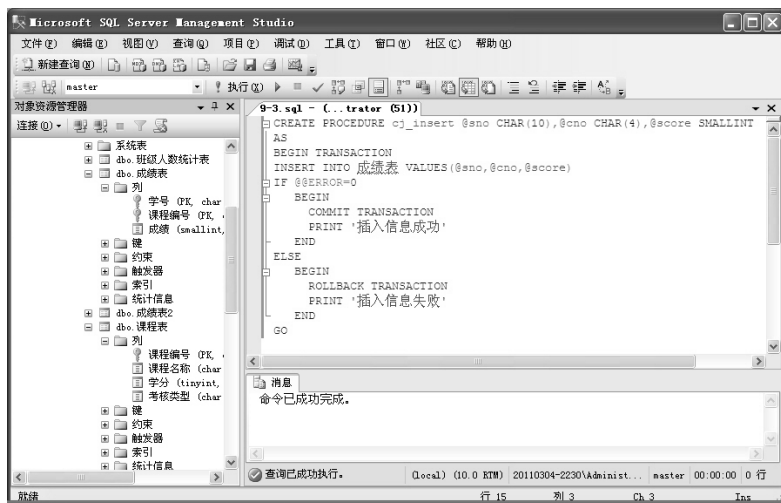 Microsoft SQL Server Management Studio
文件(F) 编辑(E) 视图(V) 查询(Q) 项目(P) 调试(D) 工具(T) 窗口(W) 社区(C) 帮助(H)
新建查询(N)
master 执行(X)
对象资源管理器
连接(O)
系统表
dbo.班级人数统计表
dbo.成绩表
列
学号 (PK, char
课程编号 (PK,
成绩 (smallint,
键
约束
触发器
索引
统计信息
dbo.成绩表2
dbo.课程表
列
课程编号 (PK,
课程名称 (char
学分 (tinyint,
考核类型 (char
键
约束
触发器
索引
统计信息
9-3.sql - (...trator (51))
CREATE PROCEDURE cj_insert @sno CHAR(10),@cno CHAR(4),@score SMALLINT
AS
BEGIN TRANSACTION
INSERT INTO 成绩表 VALUES(@sno,@cno,@score)
IF @@ERROR=0
BEGIN
COMMIT TRANSACTION
PRINT '插入信息成功'
END
ELSE
BEGIN
ROLLBACK TRANSACTION
PRINT '插入信息失败'
END
GO
消息
命令已成功完成。
查询已成功执行。 (local) (10.0 RTM) 20110304-2230\Administ... master 00:00:00 0 行
就绪 行 15 列 3 Ch 3 Ins